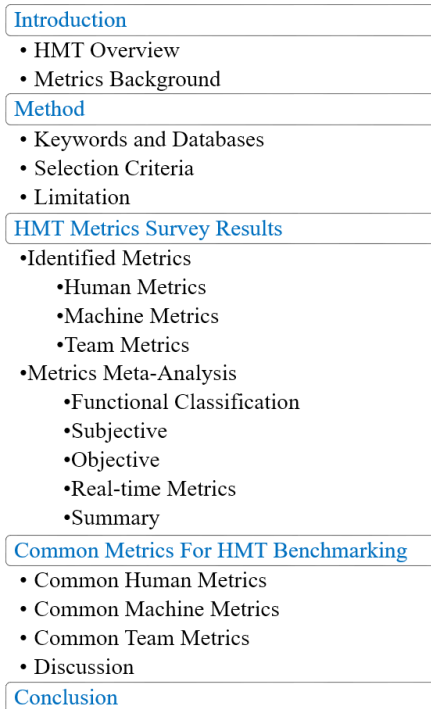 Introduction
• HMT Overview
• Metrics Background
Method
• Keywords and Databases
• Selection Criteria
• Limitation
HMT Metrics Survey Results
•Identified Metrics
•Human Metrics
•Machine Metrics
•Team Metrics
•Metrics Meta-Analysis
•Functional Classification
•Subjective
•Objective
•Real-time Metrics
•Summary
Common Metrics For HMT Benchmarking
• Common Human Metrics
• Common Machine Metrics
• Common Team Metrics
• Discussion
Conclusion